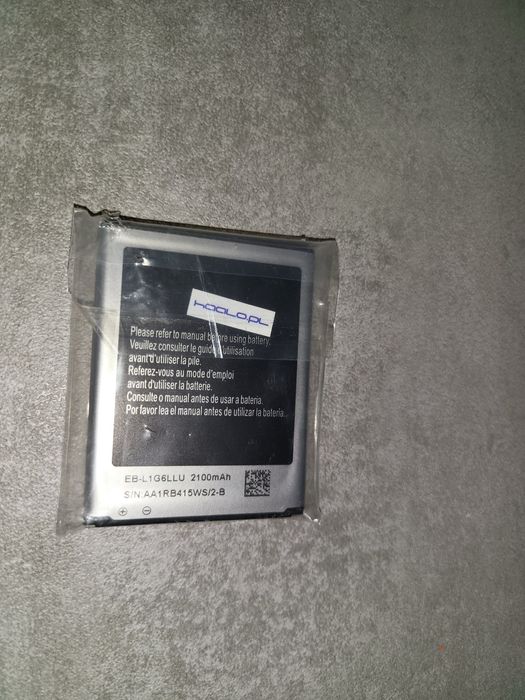 HAALO.PL
Please refer to manual before using battery.
Veuillez consulter le guide d'utilisation
avant d'utiliser la pile.
Referez-vous au mode d'emploi
avant d'utiliser la batterie.
Consulte o manual antes de usar a bateria.
Por favor lea el manual antes de utilizar la batería..
EB-L1G6LLU 2100mAh
S/N:AA1RB415WS/2-B
+ -